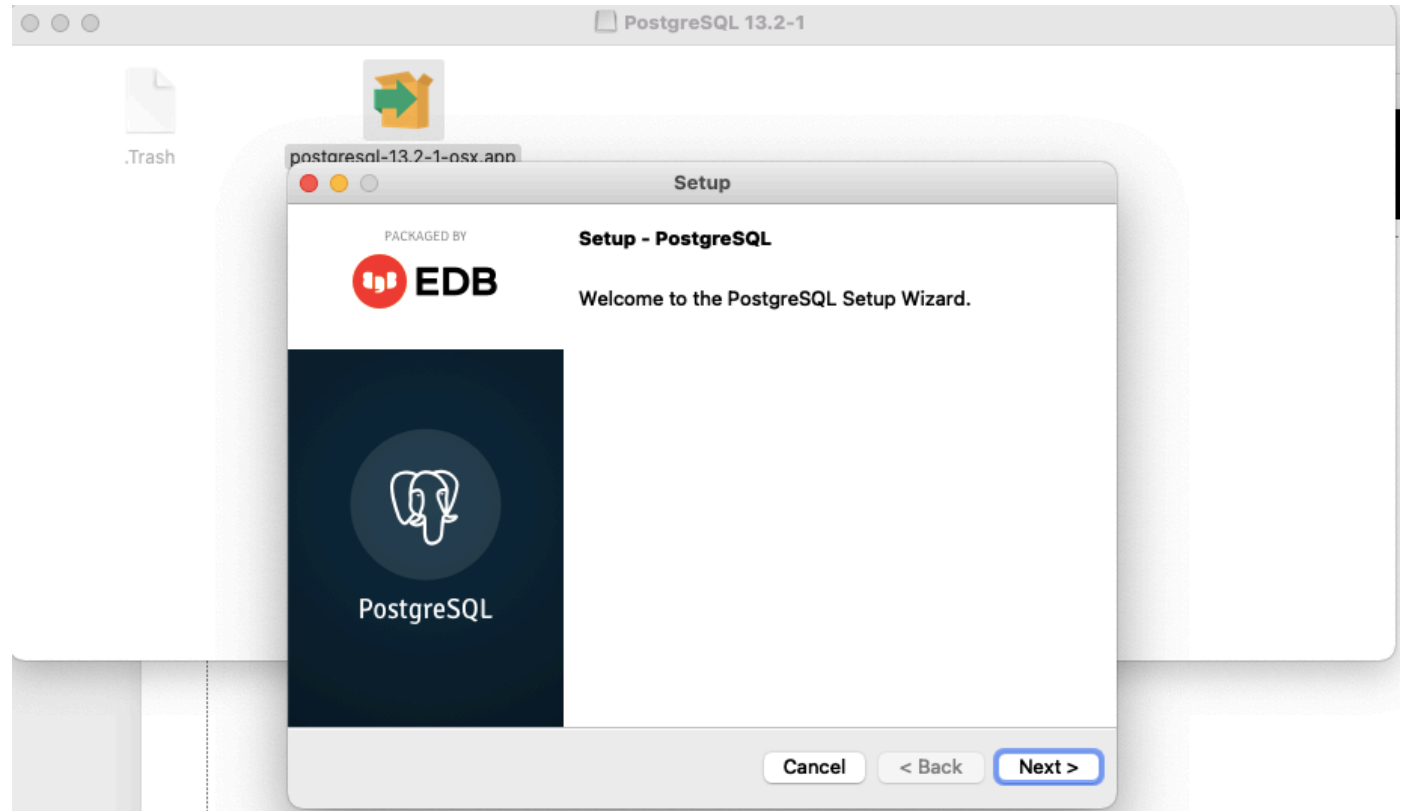 PostgreSQL 13.2-1
.Trash
postgresql-13.2-1-osx.app
Setup
PACKAGED BY
EDB
Setup - PostgreSQL
Welcome to the PostgreSQL Setup Wizard.
PostgreSQL
Cancel
< Back
Next >